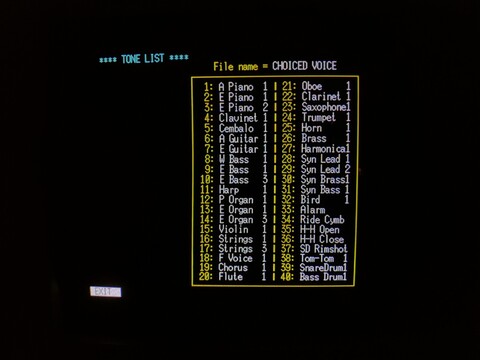 **** TONE LIST ****
File name = CHOICED VOICE
1: A Piano 1 21: Oboe 1
2: E Piano 1 22: Clarinet 1
3: E Piano 2 23: Saxophone1
4: Clavinet 1 24: Trumpet 1
5: Cembalo 1 25: Horn 1
6: A Guitar 1 26: Brass 1
7: E Guitar 1 27: Harmonica1
8: W Bass 1 28: Syn Lead 1
9: E Bass 1 29: Syn Lead 2
10: E Bass 3 30: Syn Brass1
11: Harp 1 31: Syn Bass 1
12: P Organ 1 32: Bird 1
13: E Organ 1 33: Alarm
14: E Organ 3 34: Ride Cymb
15: Violin 1 35: H-H Open
16: Strings 1 36: H-H Close
17: Strings 3 37: SD Rimshot
18: F Voice 1 38: Tom-Tom 1
19: Chorus 1 39: SnareDrum1
20: Flute 1 40: Bass Drum1
EXIT